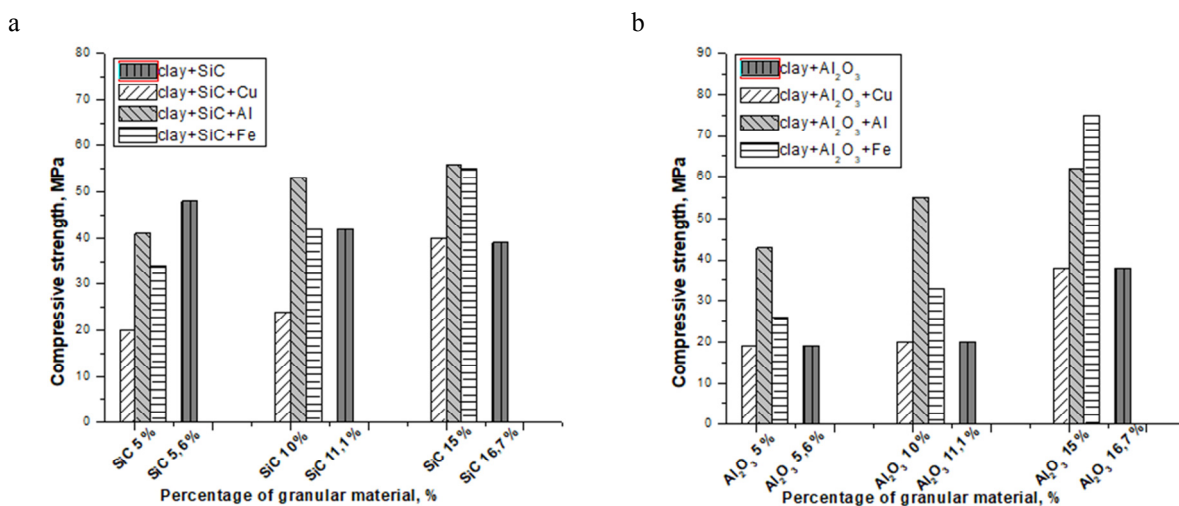 a
80
70
60
50
40
30
20
10
0
Compressive strength, MPa
clay+SiC
clay+SiC+Cu
clay+SiC+Al
clay+SiC+Fe
SiC 5 %
SiC 5,6%
SiC 10%
SiC 11,1%
SiC 15%
SiC 16,7%
Percentage of granular material, %
b
90
80
70
60
50
40
30
20
10
0
Compressive strength, MPa
clay+Al₂O₃
clay+Al₂O₃+Cu
clay+Al₂O₃+Al
clay+Al₂O₃+Fe
Al₂O₃ 5%
Al₂O₃ 5,6%
Al₂O₃ 10%
Al₂O₃ 11,1%
Al₂O₃ 15%
Al₂O₃ 16,7%
Percentage of granular material, %